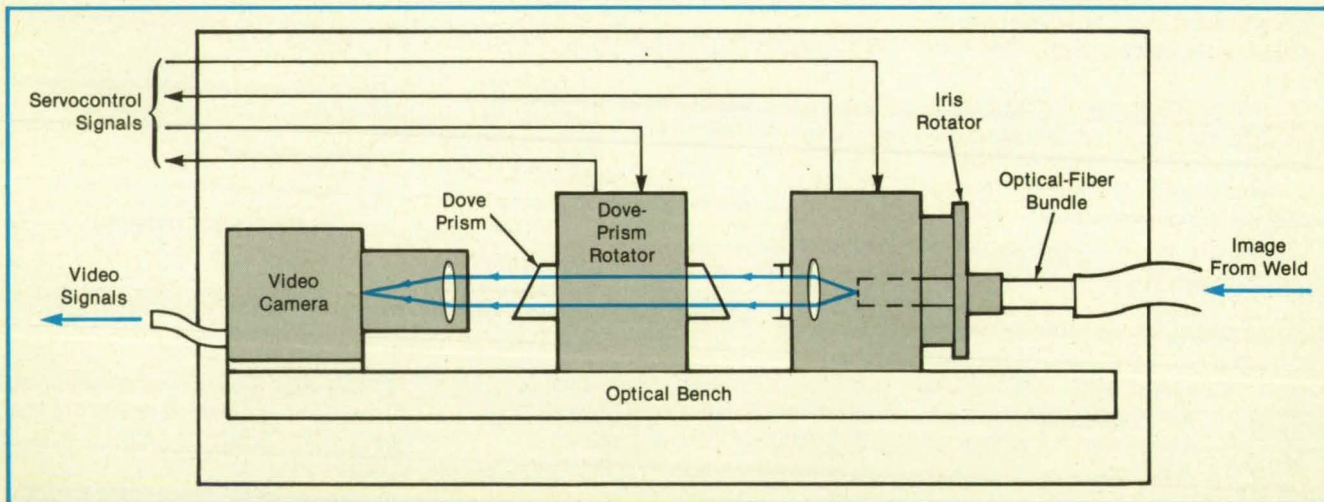 Servocontrol
Signals
Iris
Rotator
Optical-Fiber
Bundle
Dove
Prism
Dove-
Prism
Rotator
Image
From Weld
Video
Signals
Video
Camera
Optical Bench